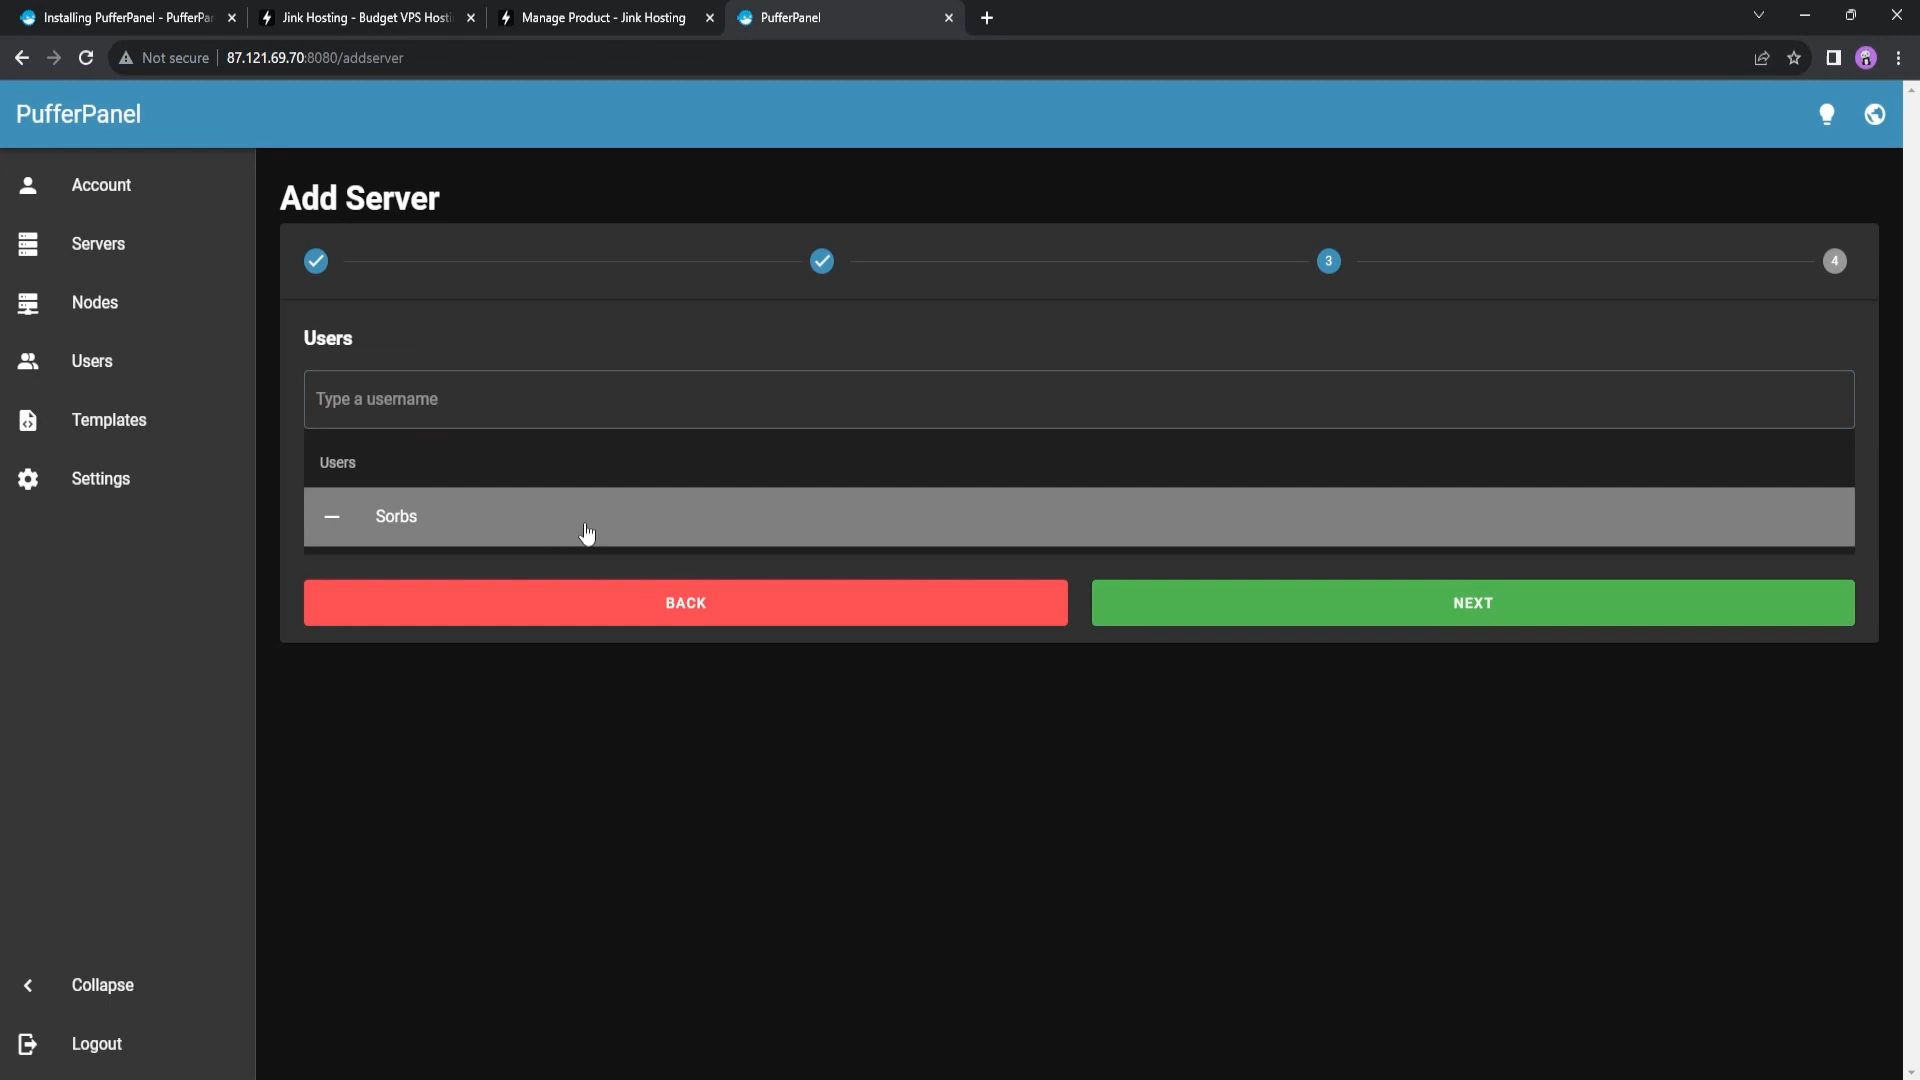 Installing PufferPanel - PufferPa
Jink Hosting - Budget VPS Hosti
Manage Product - Jink Hosting
PufferPanel
Not secure
87.121.69.70:8080/addserver
PufferPanel
Account
Servers
Nodes
Users
Templates
Settings
Collapse
Logout
Add Server
3
4
Users
Type a username
Users
Sorbs
BACK
NEXT